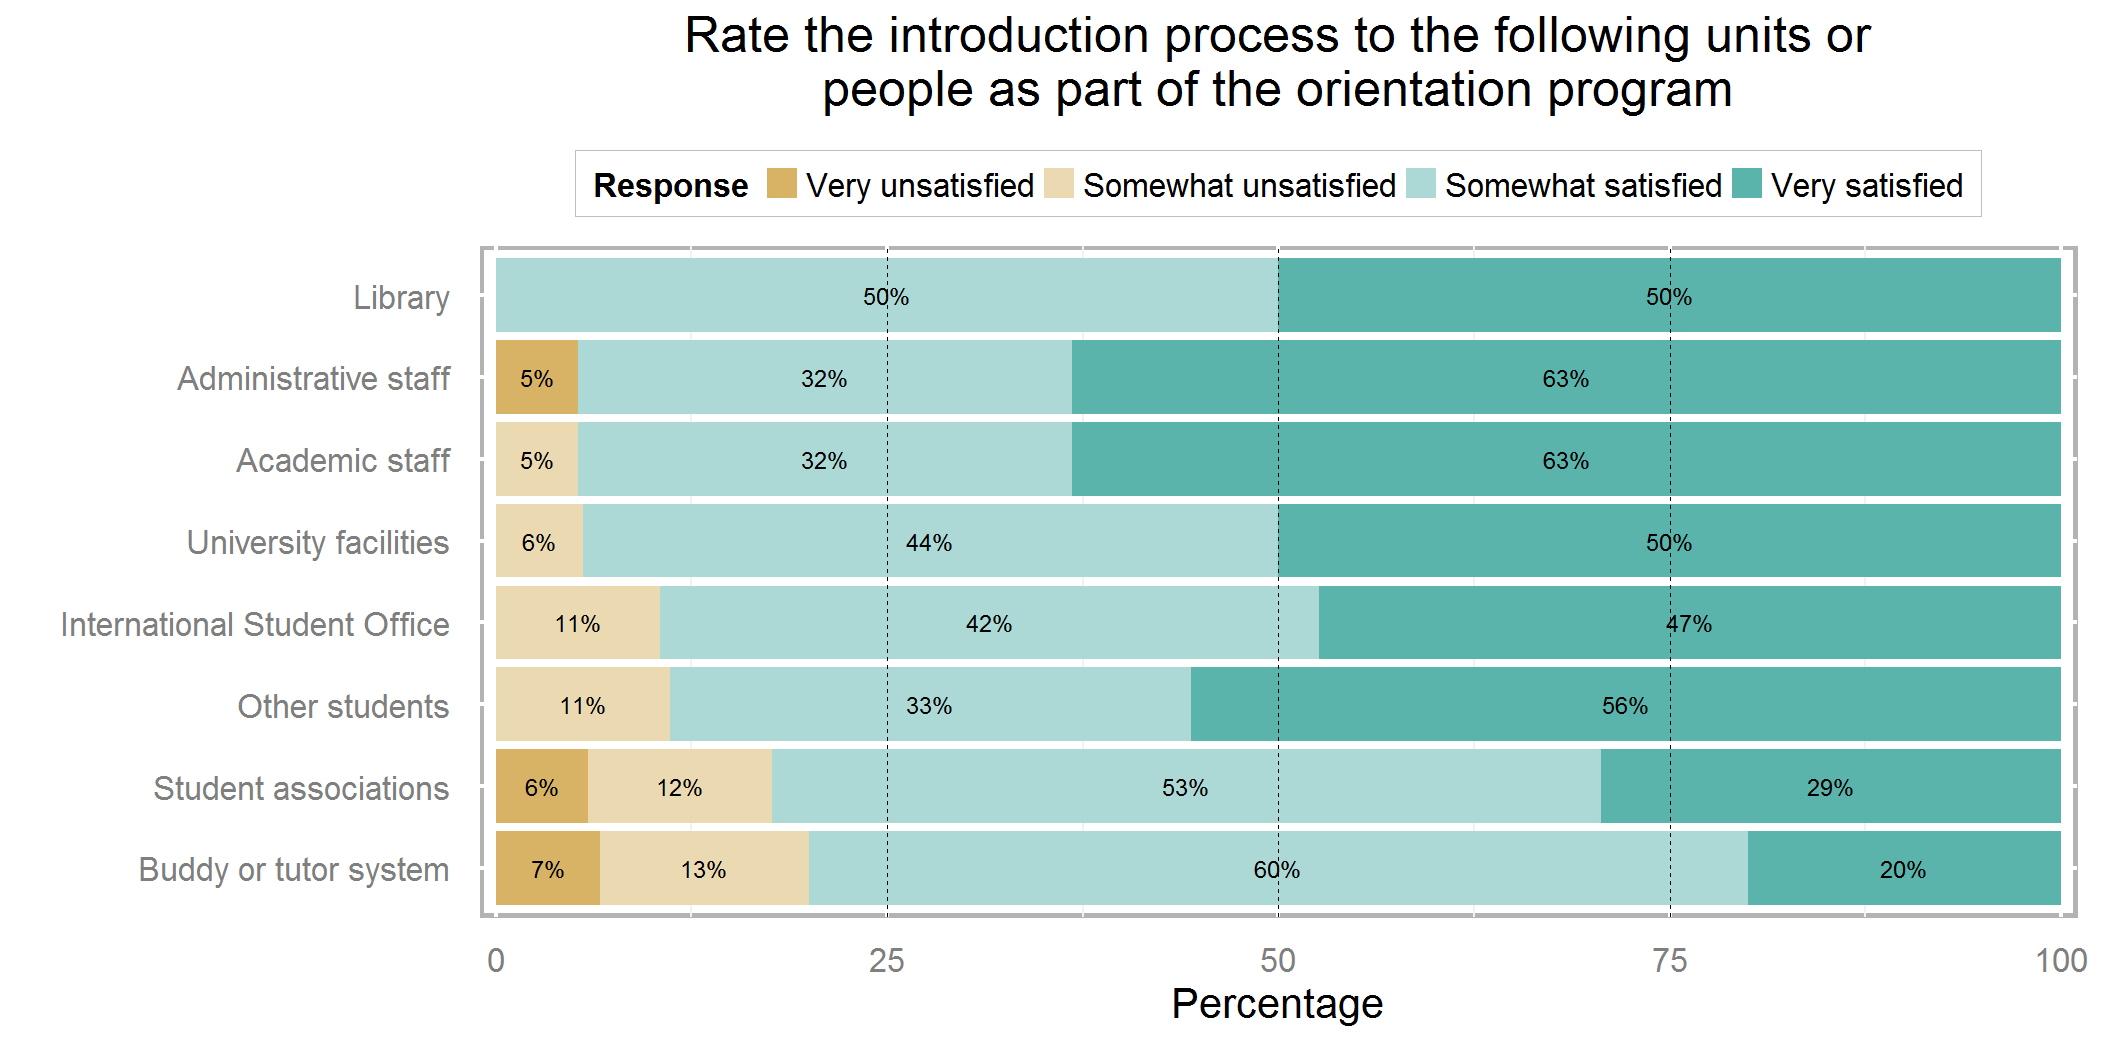 Rate the introduction process to the following units or
people as part of the orientation program
Response Very unsatisfied Somewhat unsatisfied Somewhat satisfied Very satisfied
Library 50% 50%
Administrative staff 5% 32% 63%
Academic staff 5% 32% 63%
University facilities 6% 44% 50%
International Student Office 11% 42% 47%
Other students 11% 33% 56%
Student associations 6% 12% 53% 29%
Buddy or tutor system 7% 13% 60% 20%
0 25 50 75 100
Percentage